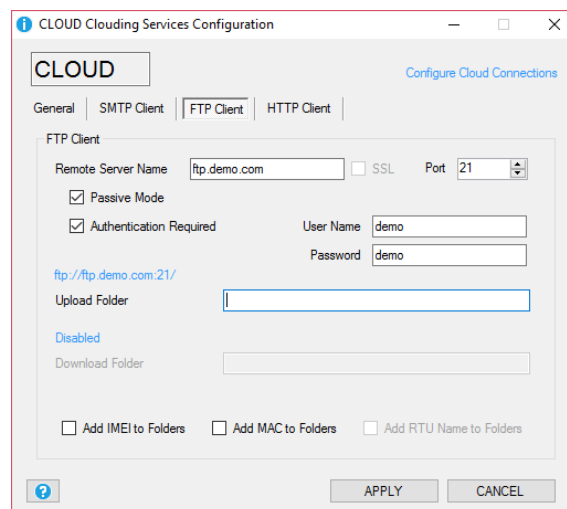 CLOUD Clouding Services Configuration
CLOUD
Configure Cloud Connections
General SMTP Client FTP Client HTTP Client
FTP Client
Remote Server Name ftp.demo.com SSL Port 21
Passive Mode
Authentication Required User Name demo
Password demo
ftp://ftp.demo.com:21/
Upload Folder
Disabled
Download Folder
Add IMEI to Folders Add MAC to Folders Add RTU Name to Folders
? APPLY CANCEL